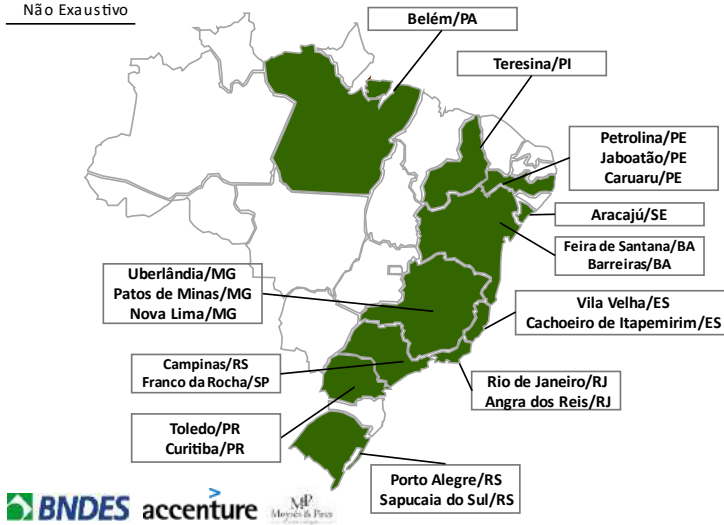 Não Exaustivo
Belém/PA
Teresina/PI
Petrolina/PE
Jaboatão/PE
Caruaru/PE
Aracajú/SE
Feira de Santana/BA
Barreiras/BA
Uberlândia/MG
Patos de Minas/MG
Nova Lima/MG
Vila Velha/ES
Cachoeiro de Itapemirim/ES
Campinas/RS
Franco da Rocha/SP
Rio de Janeiro/RJ
Angra dos Reis/RJ
Toledo/PR
Curitiba/PR
Porto Alegre/RS
Sapucaia do Sul/RS
BNDES
accenture
MP